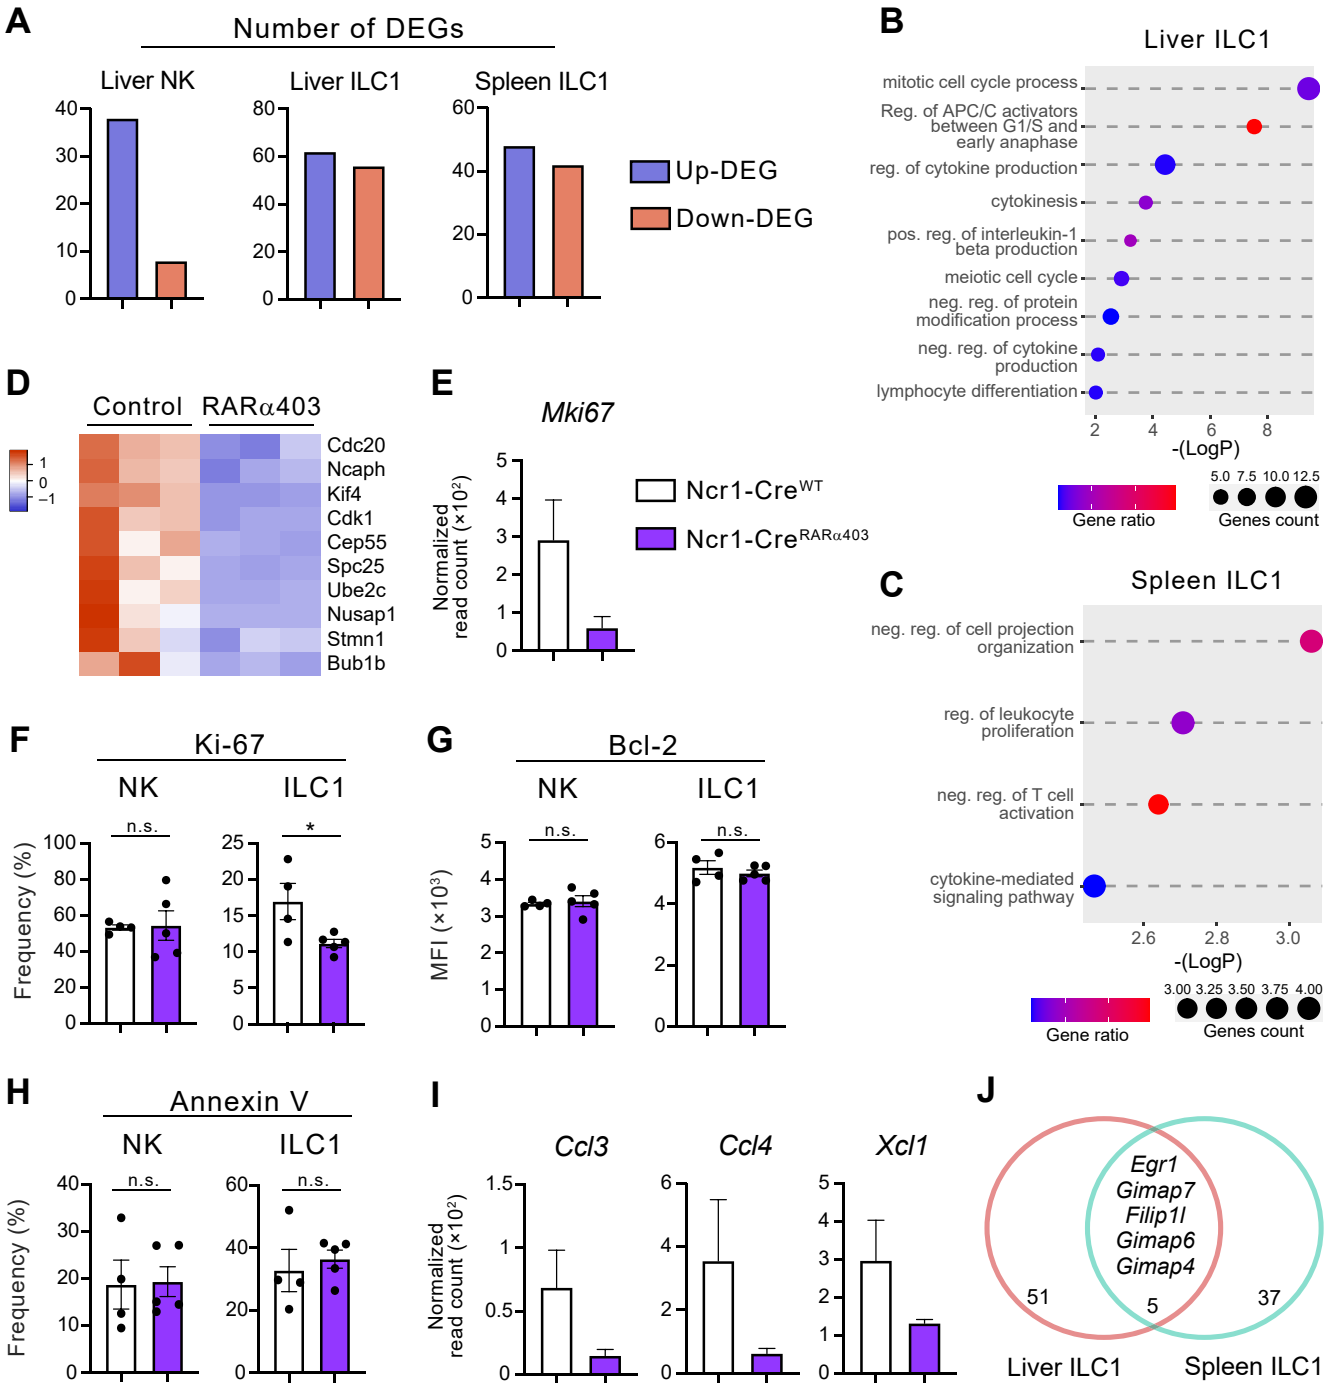 A
Number of DEGs
Liver NK
40
30
20
10
0
Liver ILC1
80
60
40
20
0
Spleen ILC1
60
40
20
0
Up-DEG
Down-DEG
B
Liver ILC1
mitotic cell cycle process
Reg. of APC/C activators
between G1/S and
early anaphase
reg. of cytokine production
cytokinesis
pos. reg. of interleukin-1
beta production
meiotic cell cycle
neg. reg. of protein
modification process
neg. reg. of cytokine
production
lymphocyte differentiation
2 4 6 8
-(LogP)
Gene ratio
5.0 7.5 10.0 12.5
Genes count
C
Spleen ILC1
neg. reg. of cell projection
organization
reg. of leukocyte
proliferation
neg. reg. of T cell
activation
cytokine-mediated
signaling pathway
2.6 2.8 3.0
-(LogP)
Gene ratio
3.00 3.25 3.50 3.75 4.00
Genes count
D
Control RARα403
1
0
−1
Cdc20
Ncaph
Kif4
Cdk1
Cep55
Spc25
Ube2c
Nusap1
Stmn1
Bub1b
E
Mki67
Normalized
read count (×10²)
5
4
3
2
1
0
Ncr1-Cre^WT
Ncr1-Cre^RARα403
F
Ki-67
NK
n.s.
Frequency (%)
100
80
60
40
20
0
ILC1
*
25
20
15
10
5
0
G
Bcl-2
NK
n.s.
MFI (×10³)
5
4
3
2
1
0
ILC1
n.s.
6
4
2
0
H
Annexin V
NK
n.s.
Frequency (%)
40
30
20
10
0
ILC1
n.s.
60
40
20
0
I
Ccl3
Normalized
read count (×10²)
1.5
1
0.5
0
Ccl4
6
4
2
0
Xcl1
5
4
3
2
1
0
J
Egr1
Gimap7
Filip1l
Gimap6
Gimap4
51
5
37
Liver ILC1
Spleen ILC1